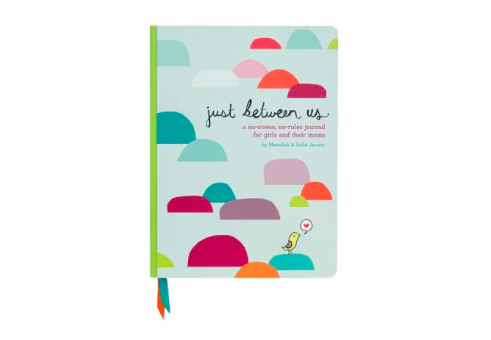 just between us
a no-stress, no-rules journal
for girls and their moms
by Meredith & Sofie Jacobs